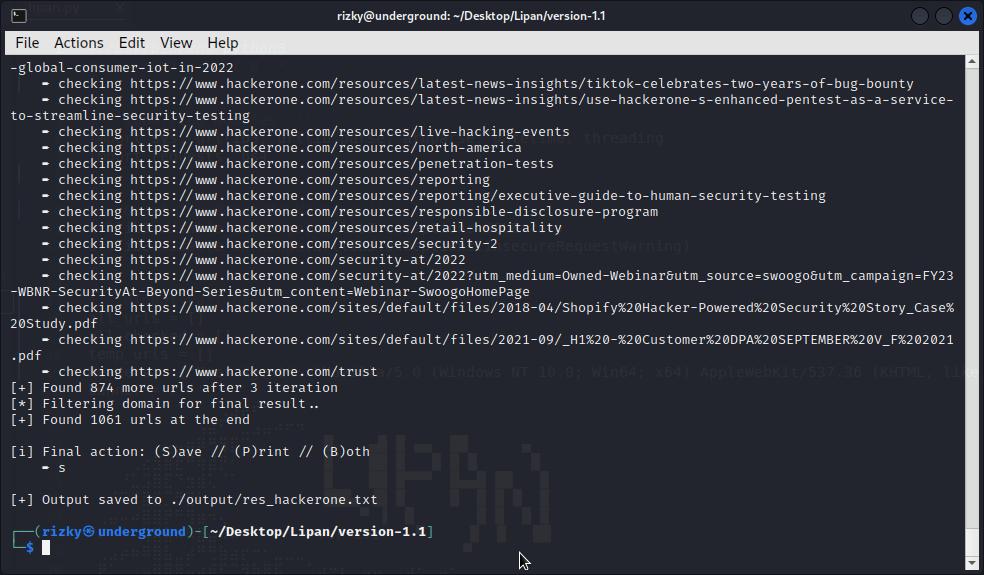 rizky@underground: ~/Desktop/Lipan/version-1.1
File Actions Edit View Help
-global-consumer-iot-in-2022
- checking https://www.hackerone.com/resources/latest-news-insights/tiktok-celebrates-two-years-of-bug-bounty
- checking https://www.hackerone.com/resources/latest-news-insights/use-hackerone-s-enhanced-pentest-as-a-service-
to-streamline-security-testing
- checking https://www.hackerone.com/resources/live-hacking-events
- checking https://www.hackerone.com/resources/north-america
- checking https://www.hackerone.com/resources/penetration-tests
- checking https://www.hackerone.com/resources/reporting
- checking https://www.hackerone.com/resources/reporting/executive-guide-to-human-security-testing
- checking https://www.hackerone.com/resources/responsible-disclosure-program
- checking https://www.hackerone.com/resources/retail-hospitality
- checking https://www.hackerone.com/resources/security-2
- checking https://www.hackerone.com/security-at/2022
- checking https://www.hackerone.com/security-at/2022?utm_medium=Owned-Webinar&utm_source=swoogo&utm_campaign=FY23
-WBNR-SecurityAt-Beyond-Series&utm_content=Webinar-SwoogoHomePage
- checking https://www.hackerone.com/sites/default/files/2018-04/Shopify%20Hacker-Powered%20Security%20Story_Case%
20Study.pdf
- checking https://www.hackerone.com/sites/default/files/2021-09/_H1%20-%20Customer%20DPA%20SEPTEMBER%20V_F%202021
.pdf
- checking https://www.hackerone.com/trust
[+] Found 874 more urls after 3 iteration
[*] Filtering domain for final result..
[+] Found 1061 urls at the end
[i] Final action: (S)ave // (P)rint // (B)oth
- s
[+] Output saved to ./output/res_hackerone.txt
┌──(rizky㉿underground)-[~/Desktop/Lipan/version-1.1]
└─$